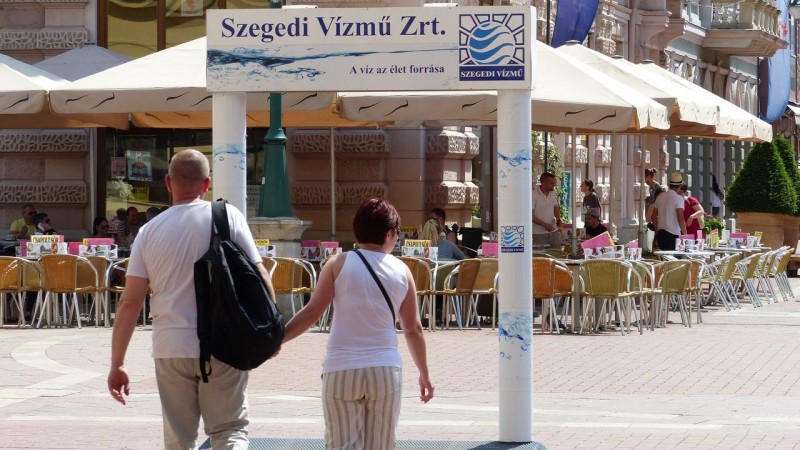 Szegedi Vízmű Zrt.
A víz az élet forrása
SZEGEDI VÍZMŰ